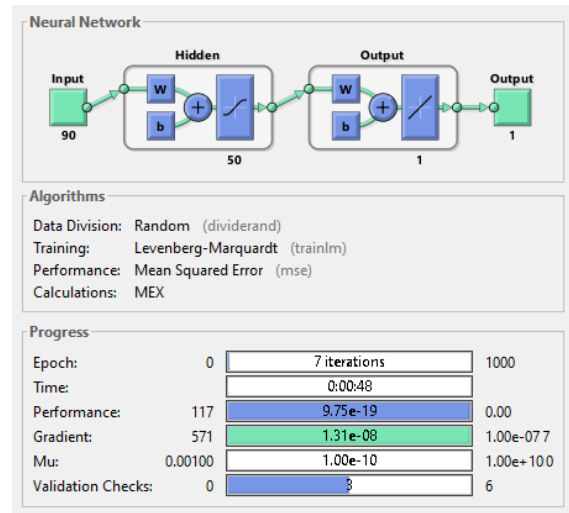 Neural Network
Hidden
Output
Input
Output
W
b
+
W
b
+
90
50
1
1
Algorithms
Data Division: Random (dividerand)
Training: Levenberg-Marquardt (trainlm)
Performance: Mean Squared Error (mse)
Calculations: MEX
Progress
Epoch: 0 7 iterations 1000
Time: 0:00:48
Performance: 117 9.75e-19 0.00
Gradient: 571 1.31e-08 1.00e-077
Mu: 0.00100 1.00e-10 1.00e+100
Validation Checks: 0 3 6